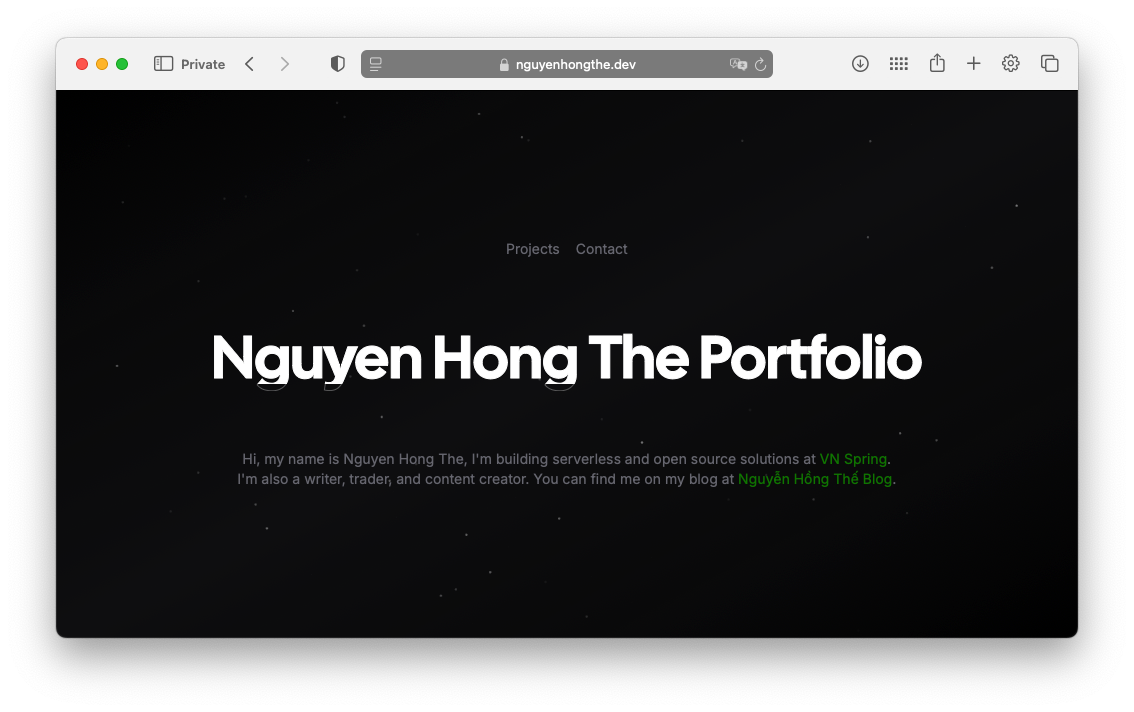 Private
nguyenhongthe.dev
Projects Contact
Nguyen Hong The Portfolio
Hi, my name is Nguyen Hong The, I'm building serverless and open source solutions at VN Spring.
I'm also a writer, trader, and content creator. You can find me on my blog at Nguyễn Hồng Thế Blog.